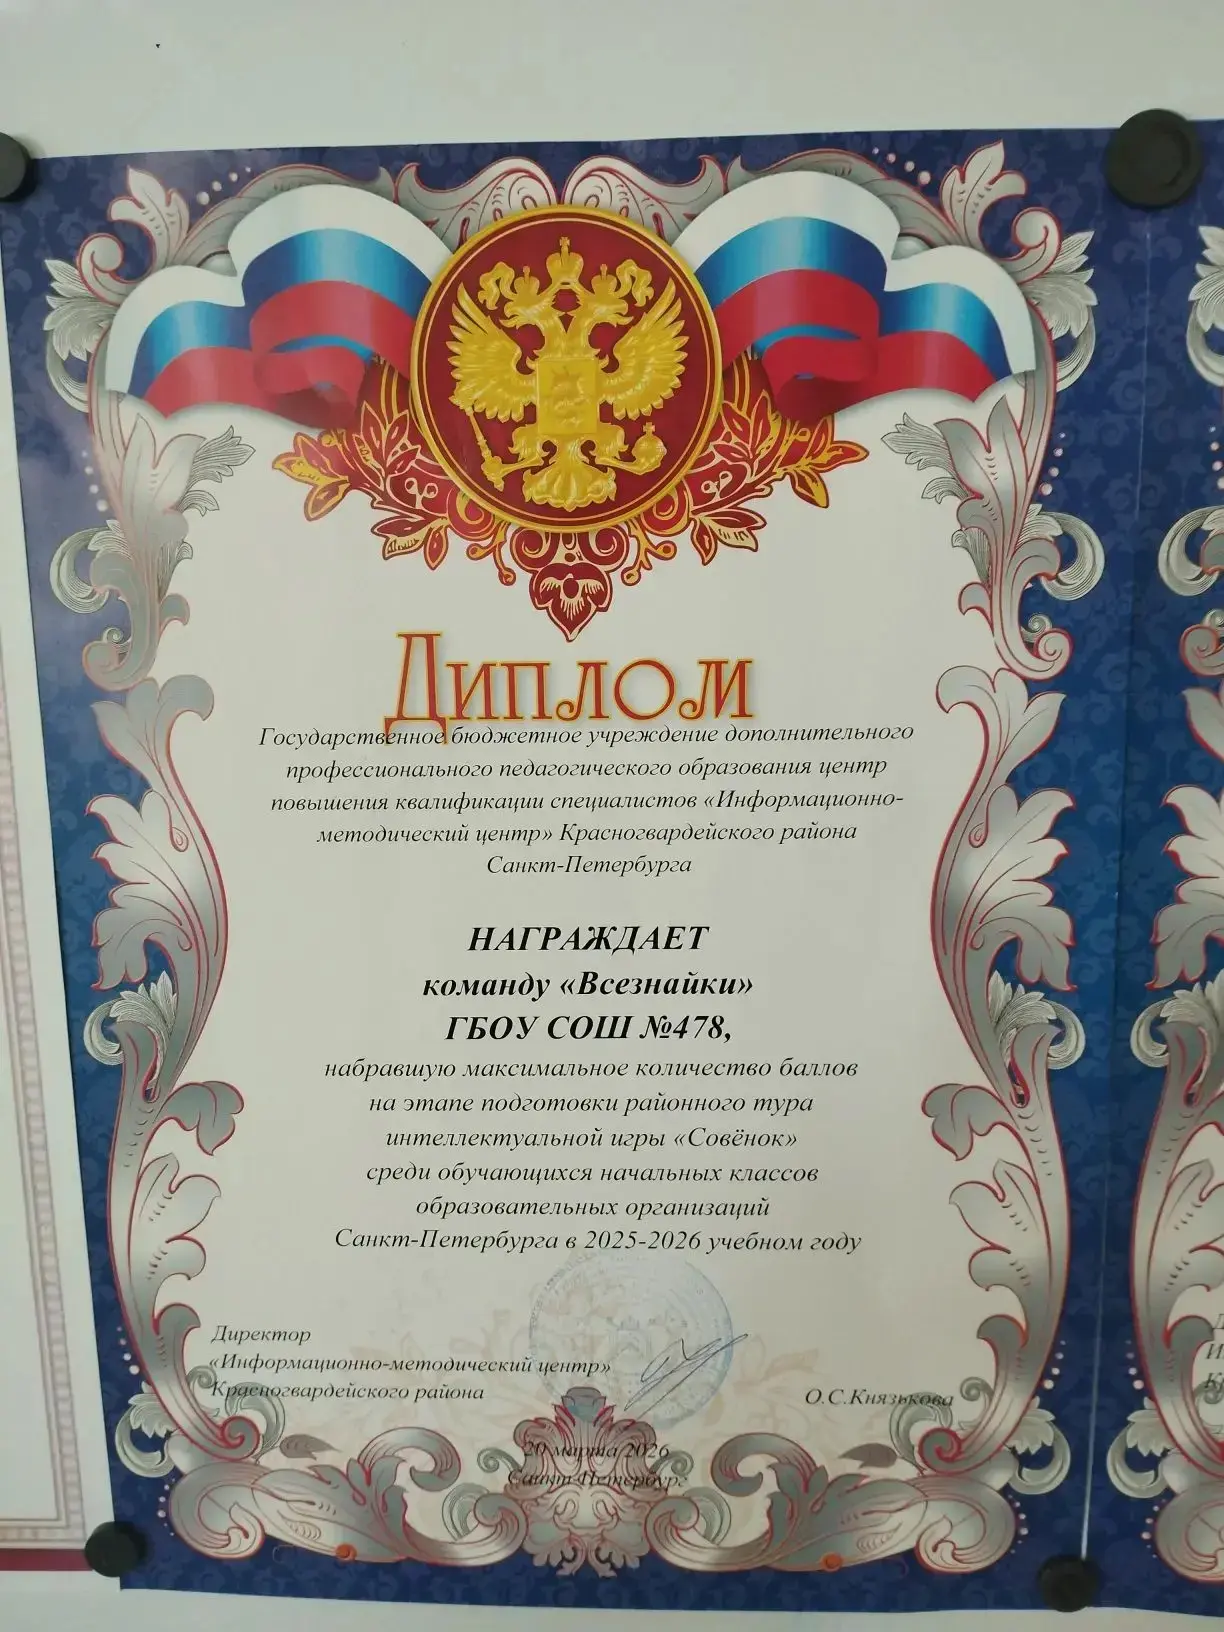 Диплом
Государственное бюджетное учреждение дополнительного
профессионального педагогического образования центр
повышения квалификации специалистов «Информационно-
методический центр» Красногвардейского района
Санкт-Петербурга
НАГРАЖДАЕТ
команду «Всезнайки»
ГБОУ СОШ №478,
набравшую максимальное количество баллов
на этапе подготовки районного тура
интеллектуальной игры «Совёнок»
среди обучающихся начальных классов
образовательных организаций
Санкт-Петербурга в 2025-2026 учебном году
Директор
«Информационно-методический центр»
Красногвардейского района
О.С.Князькова
20 марта 2026
Санкт-Петербург